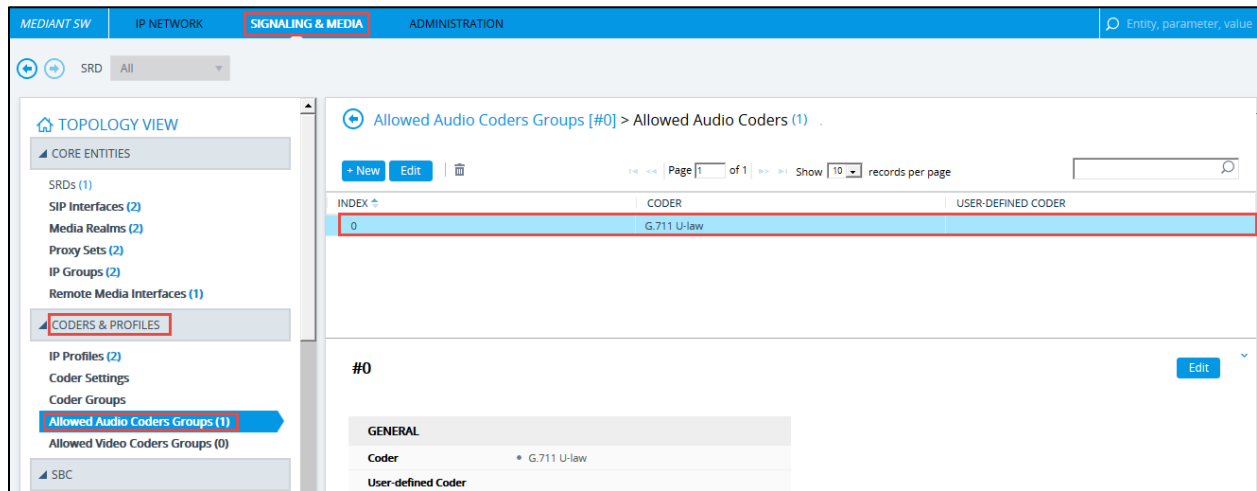 MEDIANT SW IP NETWORK SIGNALING & MEDIA ADMINISTRATION Entity, parameter, value
SRD All
TOPOLOGY VIEW
CORE ENTITIES
SRDs (1)
SIP Interfaces (2)
Media Realms (2)
Proxy Sets (2)
IP Groups (2)
Remote Media Interfaces (1)
CODERS & PROFILES
IP Profiles (2)
Coder Settings
Coder Groups
Allowed Audio Coders Groups (1)
Allowed Video Coders Groups (0)
SBC
Allowed Audio Coders Groups [#0] > Allowed Audio Coders (1)
+ New Edit Page 1 of 1 Show 10 records per page
INDEX CODER USER-DEFINED CODER
0 G.711 U-law
#0 Edit
GENERAL
Coder • G.711 U-law
User-defined Coder